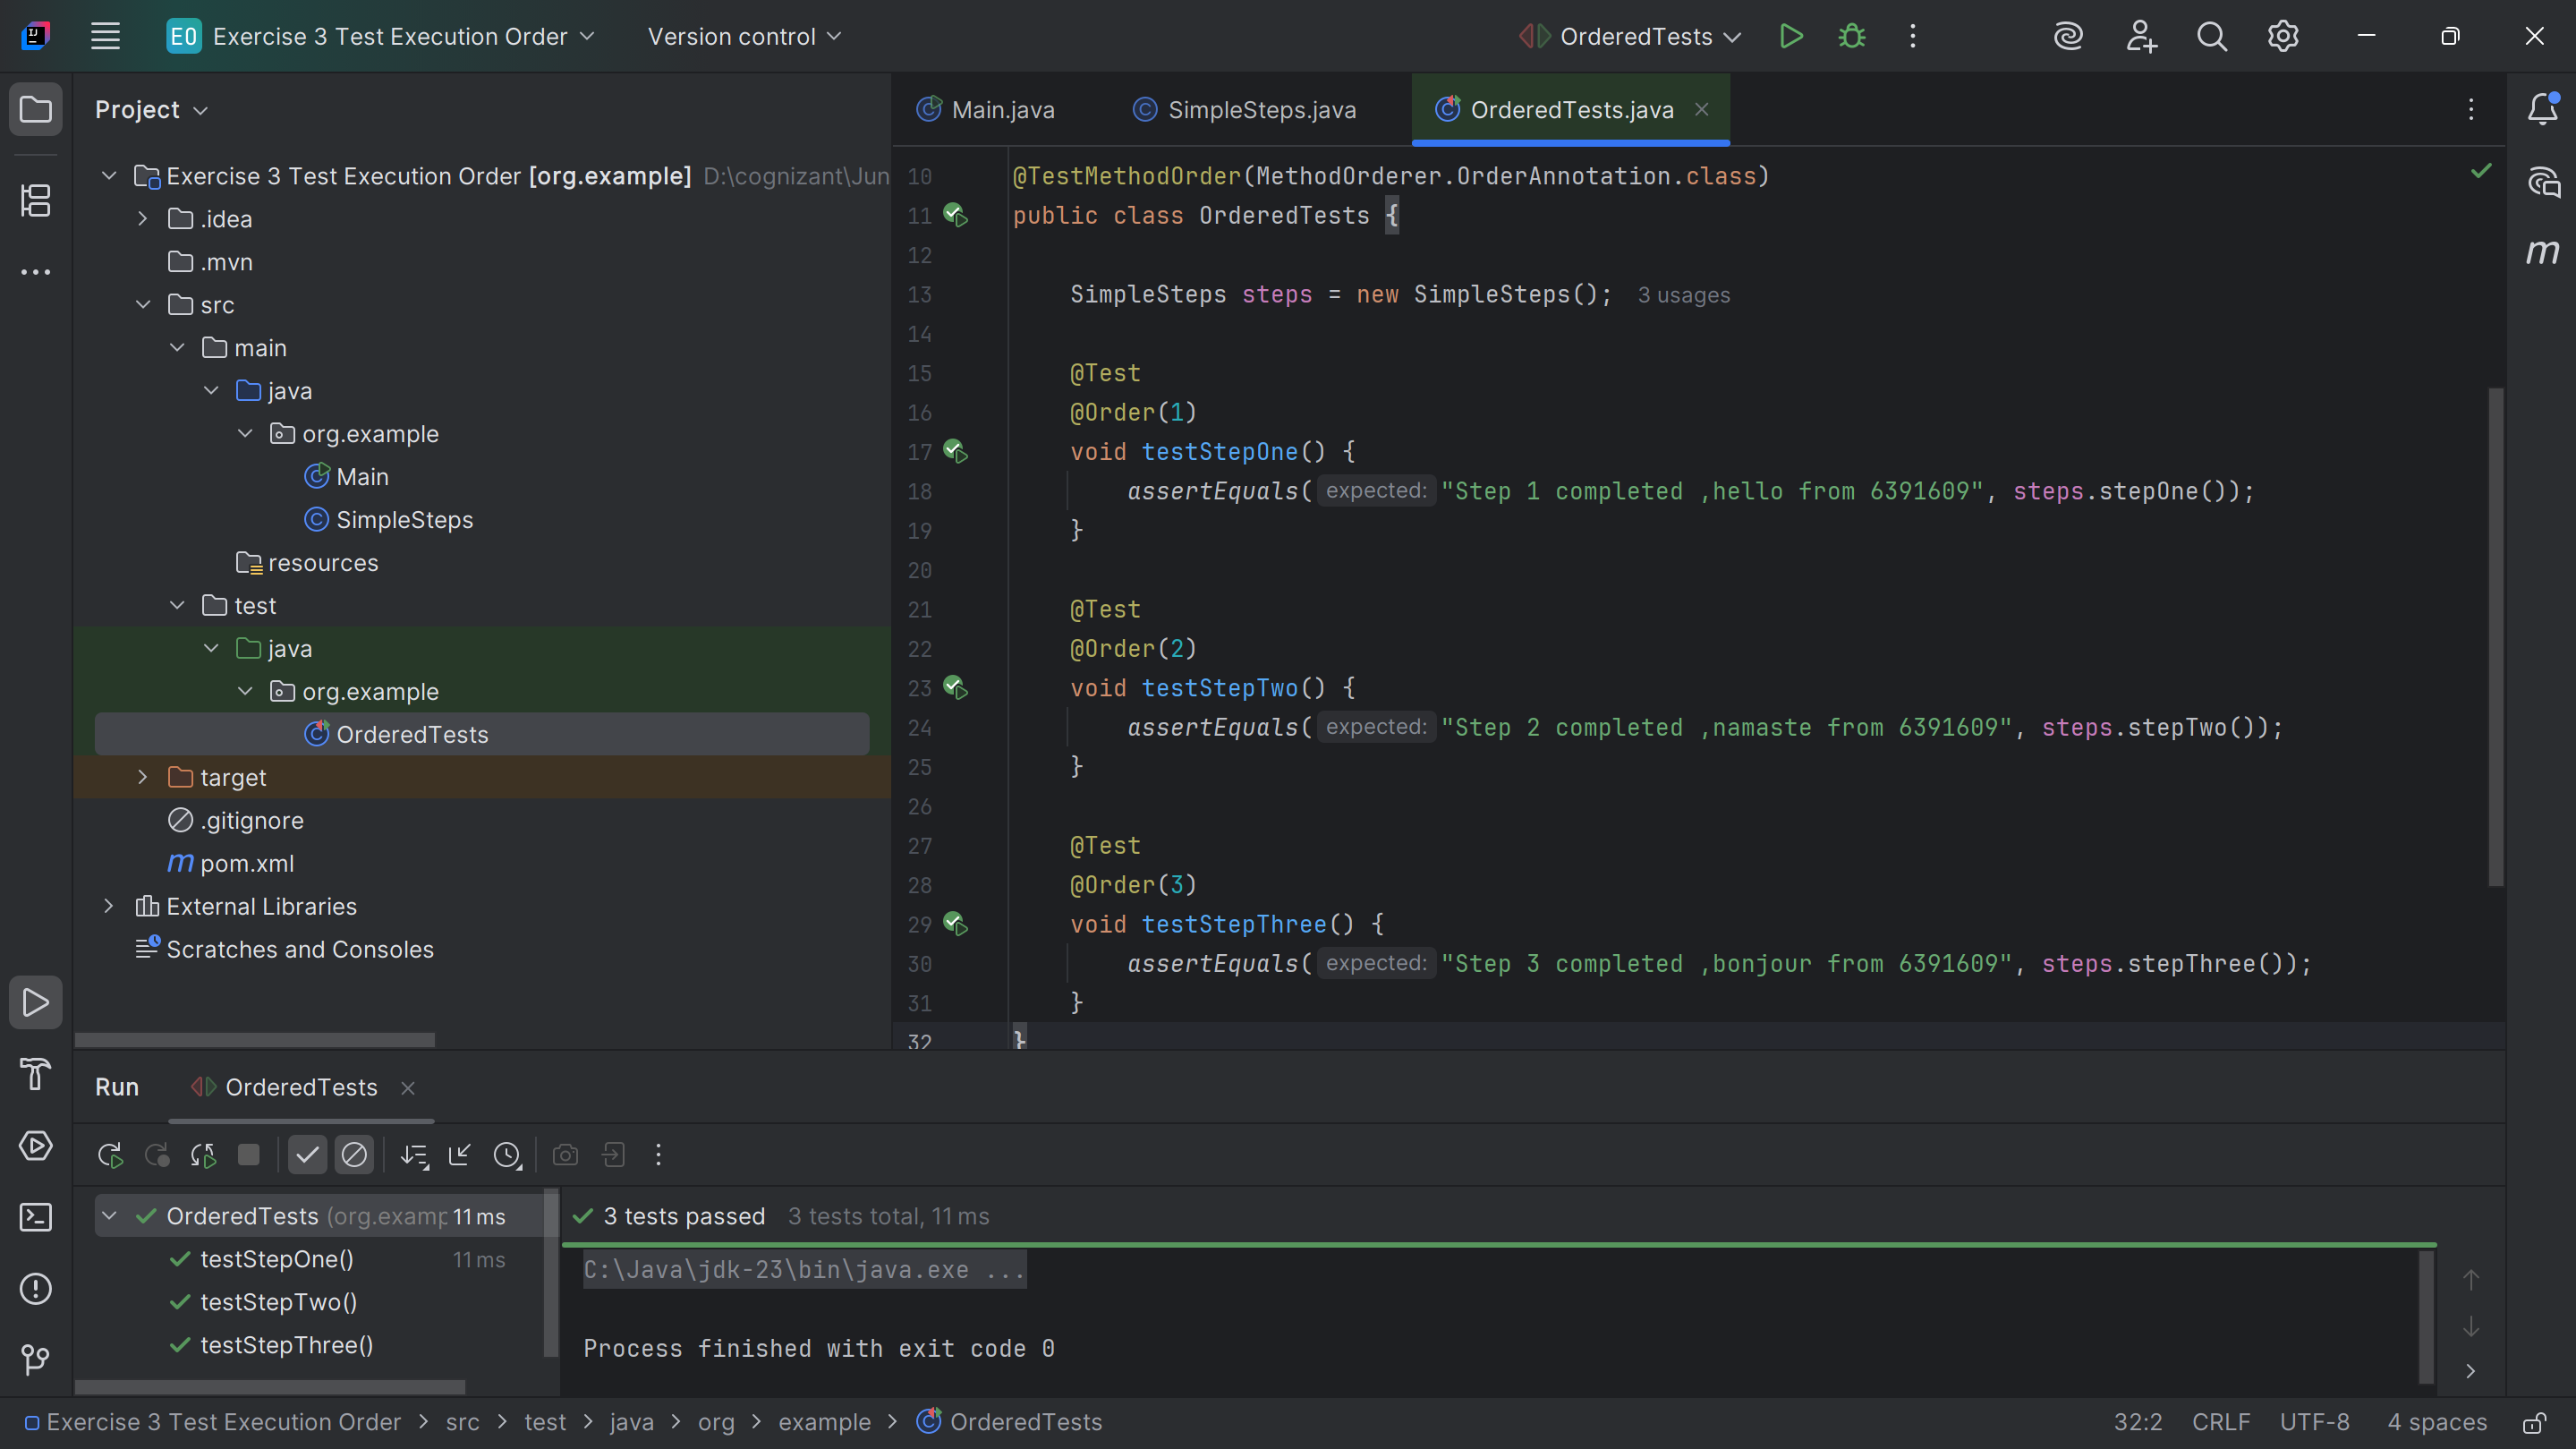 EO Exercise 3 Test Execution Order Version control OrderedTests
Project
Main.java SimpleSteps.java OrderedTests.java
Exercise 3 Test Execution Order [org.example] D:\cognizant\Jun
.idea
.mvn
src
main
java
org.example
Main
SimpleSteps
resources
test
java
org.example
OrderedTests
target
.gitignore
pom.xml
External Libraries
Scratches and Consoles
10 @TestMethodOrder(MethodOrderer.OrderAnnotation.class)
11 public class OrderedTests {
12
13 SimpleSteps steps = new SimpleSteps(); 3 usages
14
15 @Test
16 @Order(1)
17 void testStepOne() {
18 assertEquals( expected: "Step 1 completed ,hello from 6391609", steps.stepOne());
19 }
20
21 @Test
22 @Order(2)
23 void testStepTwo() {
24 assertEquals( expected: "Step 2 completed ,namaste from 6391609", steps.stepTwo());
25 }
26
27 @Test
28 @Order(3)
29 void testStepThree() {
30 assertEquals( expected: "Step 3 completed ,bonjour from 6391609", steps.stepThree());
31 }
32 }
Run OrderedTests
OrderedTests (org.examp 11 ms
testStepOne() 11 ms
testStepTwo()
testStepThree()
3 tests passed 3 tests total, 11 ms
C:\Java\jdk-23\bin\java.exe ...
Process finished with exit code 0
Exercise 3 Test Execution Order > src > test > java > org > example > OrderedTests 32:2 CRLF UTF-8 4 spaces